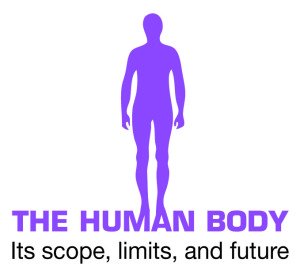 THE HUMAN BODY
Its scope, limits, and future